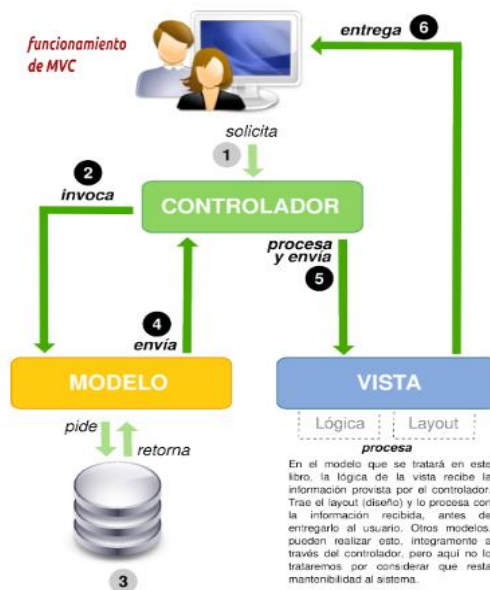 funcionamiento
de MVC
entrega 6
solicita
1
2
invoca
CONTROLADOR
procesa
y envía
5
4
envía
MODELO
VISTA
pide
retorna
Lógica
Layout
procesa
3
En el modelo que se tratará en este
libro, la lógica de la vista recibe la
información provista por el controlador.
Trae el layout (diseño) y lo procesa con
la información recibida, antes de
entregarlo al usuario. Otros modelos,
pueden realizar esto, íntegramente a
través del controlador, pero aquí no lo
trataremos por considerar que resta
mantenibilidad al sistema.